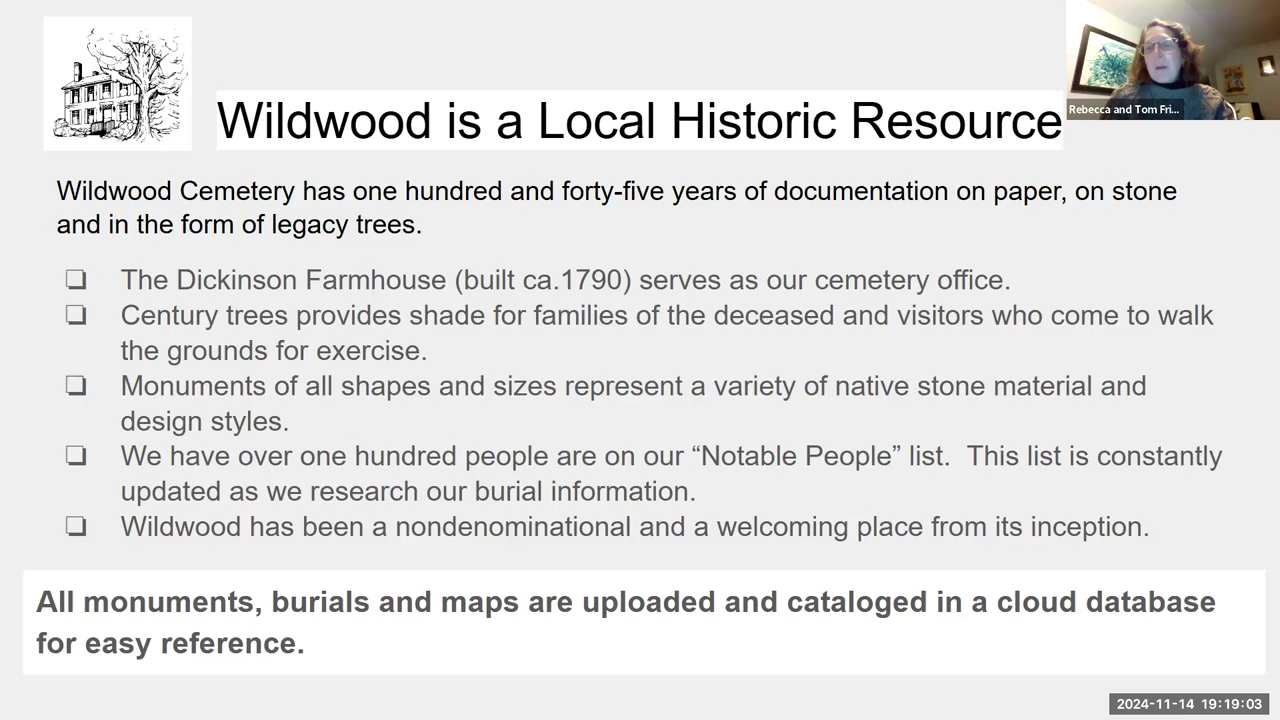 Wildwood is a Local Historic Resource
Rebecca and Tom Fri...
Wildwood Cemetery has one hundred and forty-five years of documentation on paper, on stone
and in the form of legacy trees.
❏ The Dickinson Farmhouse (built ca.1790) serves as our cemetery office.
❏ Century trees provides shade for families of the deceased and visitors who come to walk
the grounds for exercise.
❏ Monuments of all shapes and sizes represent a variety of native stone material and
design styles.
❏ We have over one hundred people are on our “Notable People” list.  This list is constantly
updated as we research our burial information.
❏ Wildwood has been a nondenominational and a welcoming place from its inception.
All monuments, burials and maps are uploaded and cataloged in a cloud database
for easy reference.
2024-11-14 19:19:03